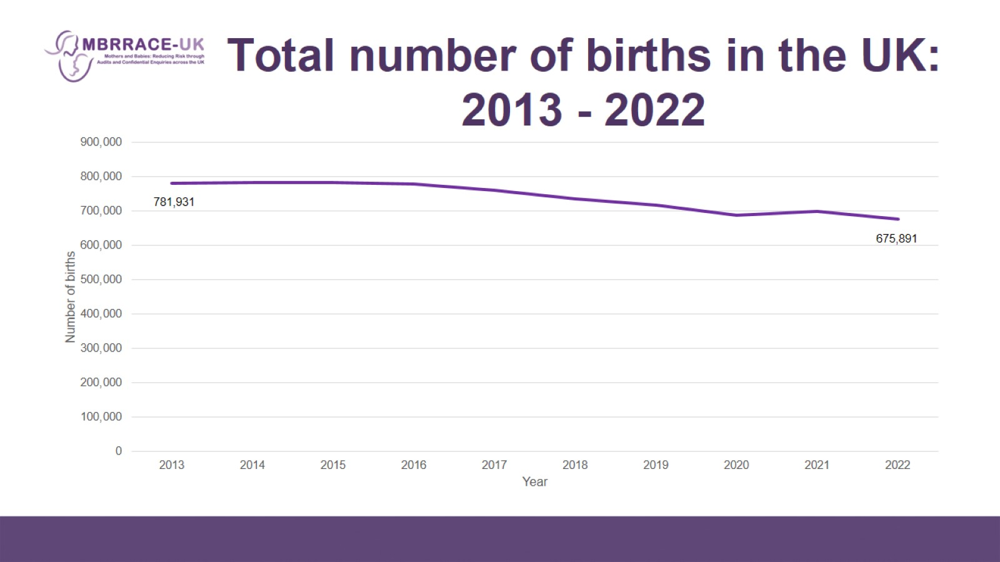 MBRRACE-UK
Mothers and Babies: Reducing Risk through
Audits and Confidential Enquiries across the UK
Total number of births in the UK:
2013 - 2022
900,000
800,000
700,000
600,000
500,000
400,000
300,000
200,000
100,000
0
Number of births
781,931
675,891
2013 2014 2015 2016 2017 2018 2019 2020 2021 2022
Year